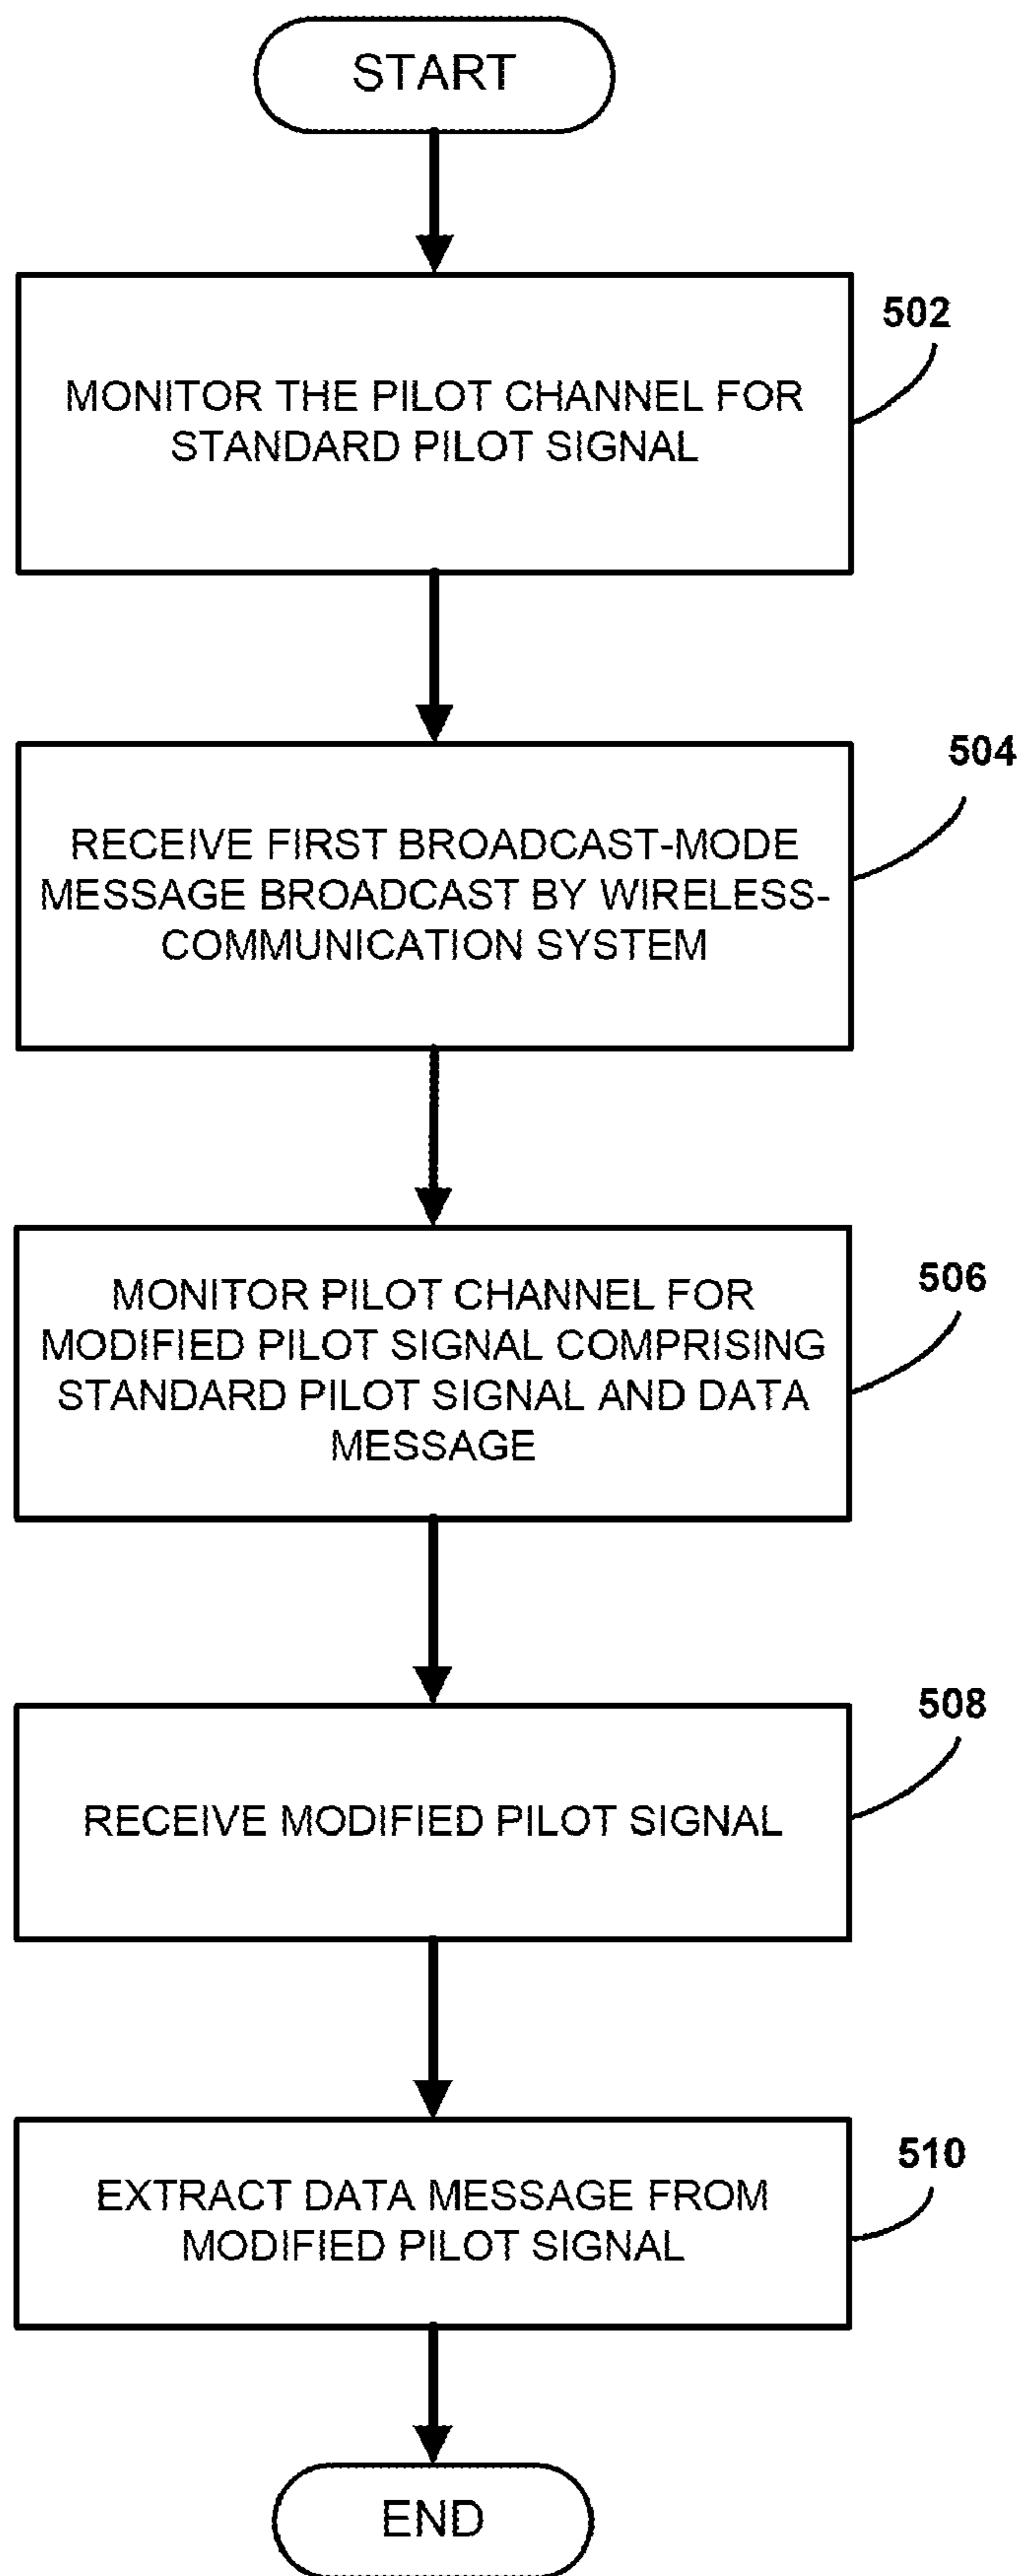 START
502
MONITOR THE PILOT CHANNEL FOR
STANDARD PILOT SIGNAL
504
RECEIVE FIRST BROADCAST-MODE
MESSAGE BROADCAST BY WIRELESS-
COMMUNICATION SYSTEM
506
MONITOR PILOT CHANNEL FOR
MODIFIED PILOT SIGNAL COMPRISING
STANDARD PILOT SIGNAL AND DATA
MESSAGE
508
RECEIVE MODIFIED PILOT SIGNAL
510
EXTRACT DATA MESSAGE FROM
MODIFIED PILOT SIGNAL
END